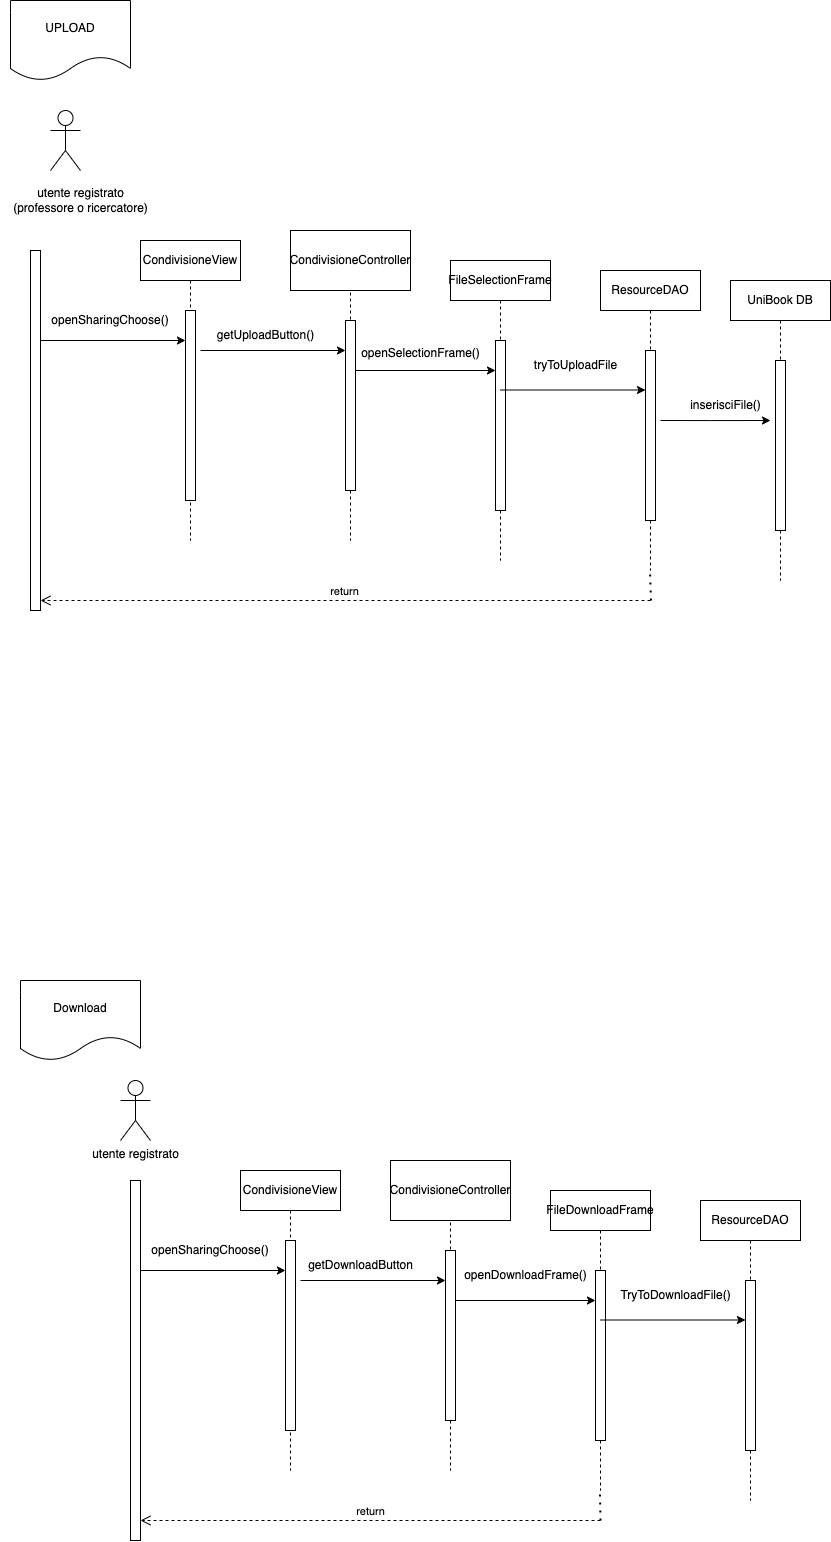 UPLOAD
utente registrato
(professore o ricercatore)
CondivisioneView
CondivisioneController
FileSelectionFrame
ResourceDAO
UniBook DB
openSharingChoose()
getUploadButton()
openSelectionFrame()
tryToUploadFile
inserisciFile()
return
Download
utente registrato
CondivisioneView
CondivisioneController
FileDownloadFrame
ResourceDAO
openSharingChoose()
getDownloadButton
openDownloadFrame()
TryToDownloadFile()
return